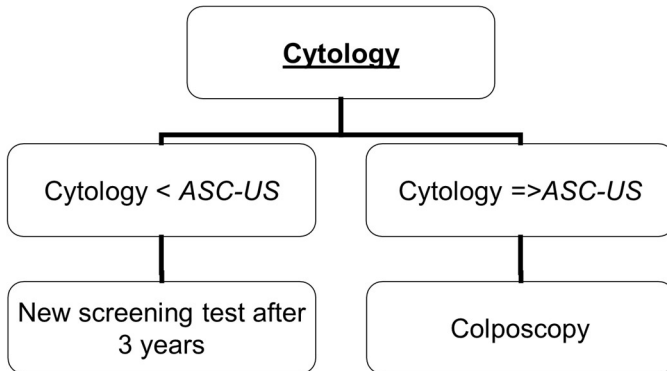 Cytology
Cytology < ASC-US
Cytology =>ASC-US
New screening test after
3 years
Colposcopy